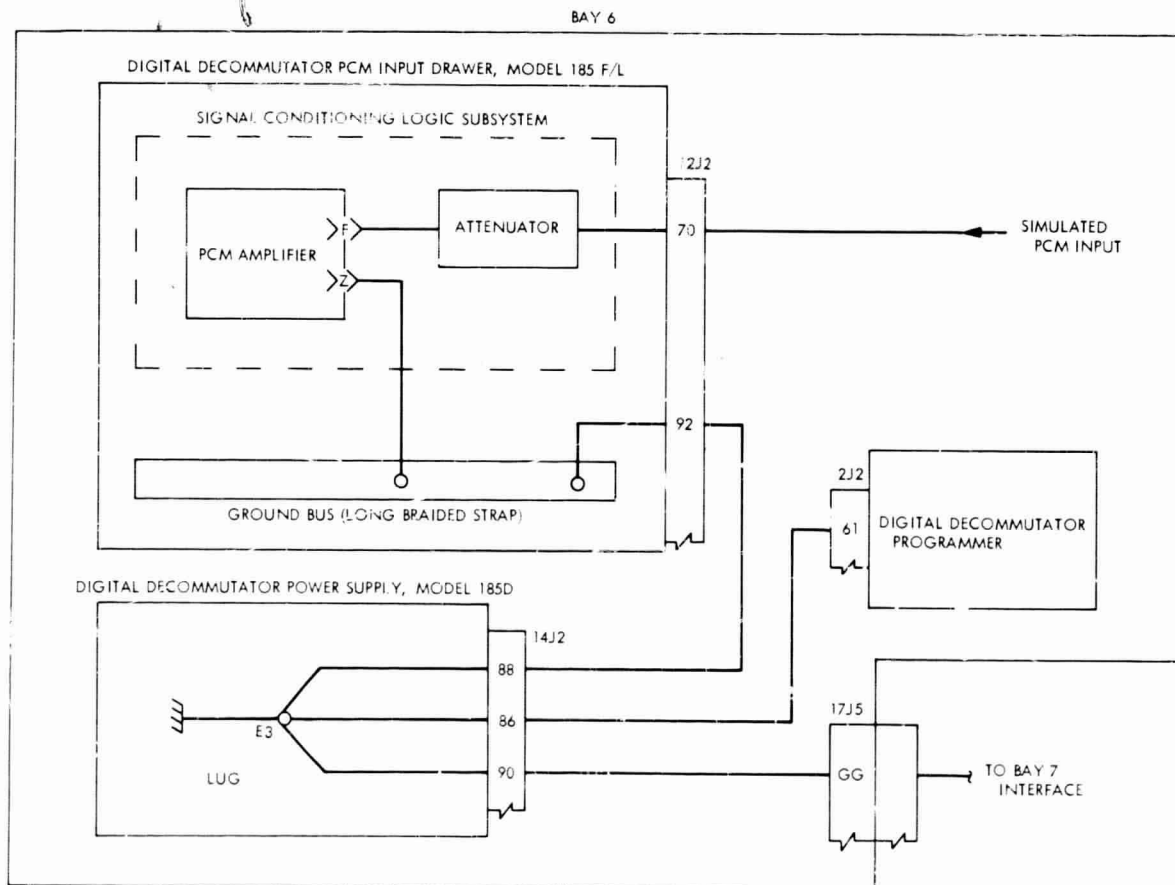 BAY 6
DIGITAL DECOMMUTATOR PCM INPUT DRAWER, MODEL 185 F/L
SIGNAL CONDITIONING LOGIC SUBSYSTEM
12J2
PCM AMPLIFIER
F
ATTENUATOR
70
SIMULATED
PCM INPUT
Z
92
2J2
GROUND BUS (LONG BRAIDED STRAP)
61
DIGITAL DECOMMUTATOR
PROGRAMMER
DIGITAL DECOMMUTATOR POWER SUPPLY, MODEL 185D
14J2
88
E3
86
17J5
LUG
90
GG
TO BAY 7
INTERFACE